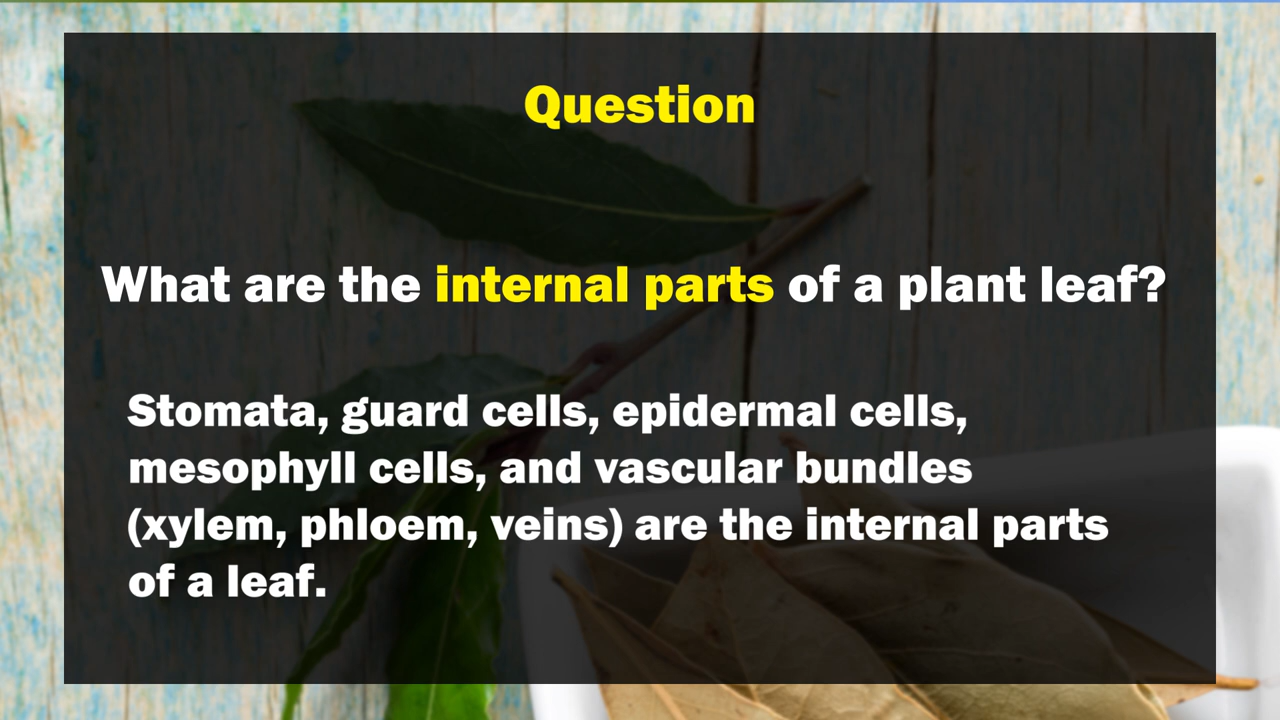 Question
What are the internal parts of a plant leaf?
Stomata, guard cells, epidermal cells,
mesophyll cells, and vascular bundles
(xylem, phloem, veins) are the internal parts
of a leaf.